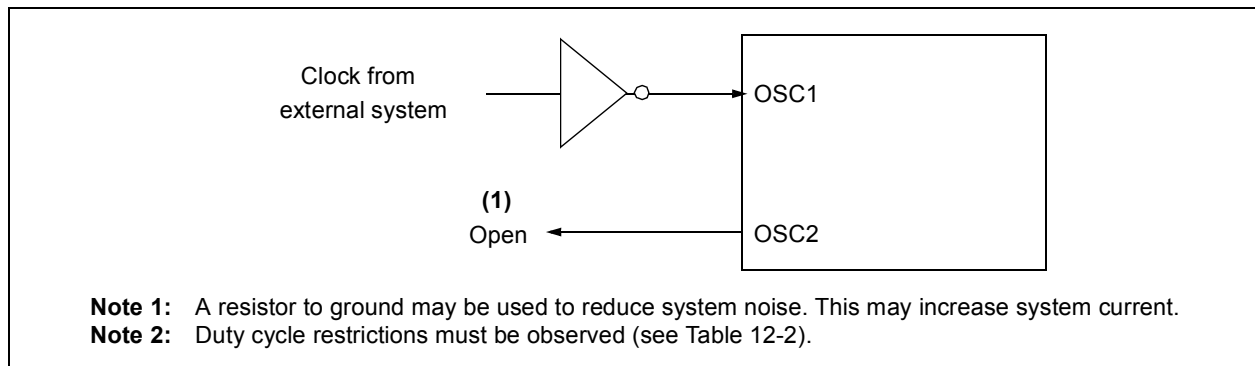 Clock from
external system
OSC1
(1)
Open
OSC2
Note 1: A resistor to ground may be used to reduce system noise. This may increase system current.
Note 2: Duty cycle restrictions must be observed (see Table 12-2).